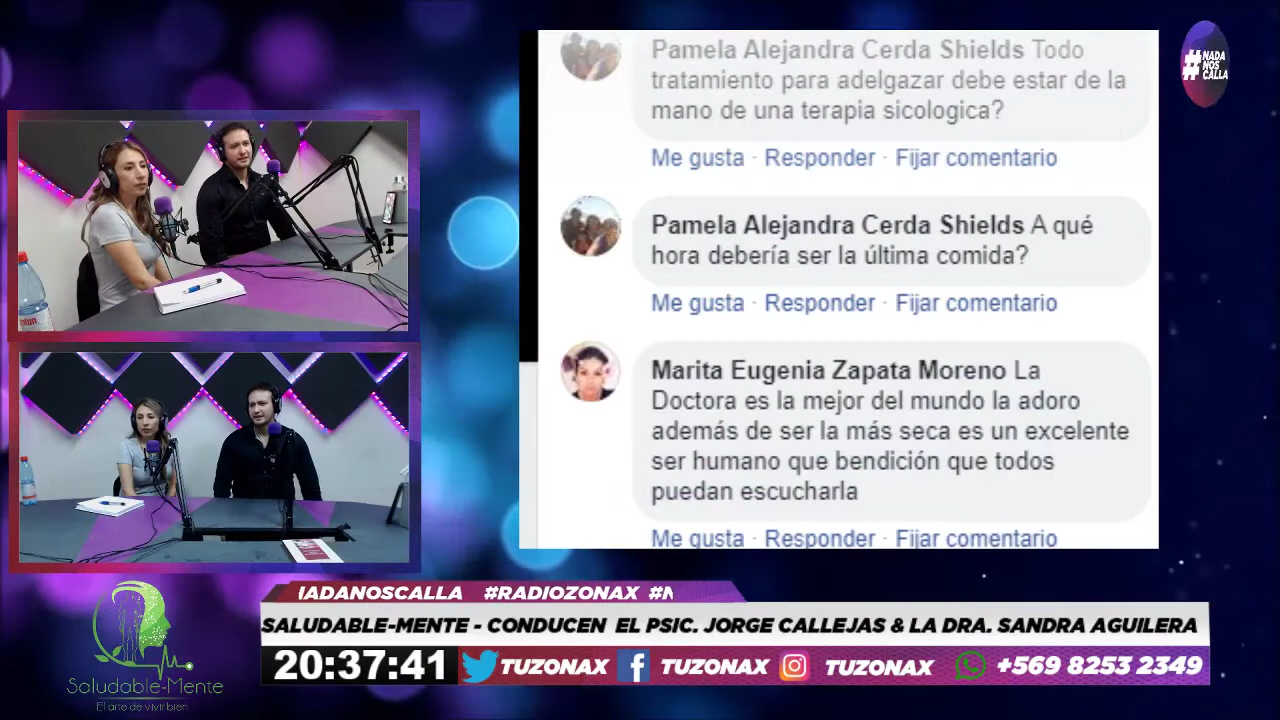 Pamela Alejandra Cerda Shields Todo
tratamiento para adelgazar debe estar de la
mano de una terapia sicologica?
Me gusta · Responder · Fijar comentario
Pamela Alejandra Cerda Shields A qué
hora debería ser la última comida?
Me gusta · Responder · Fijar comentario
Marita Eugenia Zapata Moreno La
Doctora es la mejor del mundo la adoro
además de ser la más seca es un excelente
ser humano que bendición que todos
puedan escucharla
Me gusta · Responder · Fijar comentario
#NADA
NOS
CALLA
IADANOSCALLA #RADIOZONAX #N
SALUDABLE-MENTE - CONDUCEN EL PSIC. JORGE CALLEJAS & LA DRA. SANDRA AGUILERA
20:37:41 TUZONAX TUZONAX TUZONAX +569 8253 2349
Saludable-Mente
El arte de vivir bien